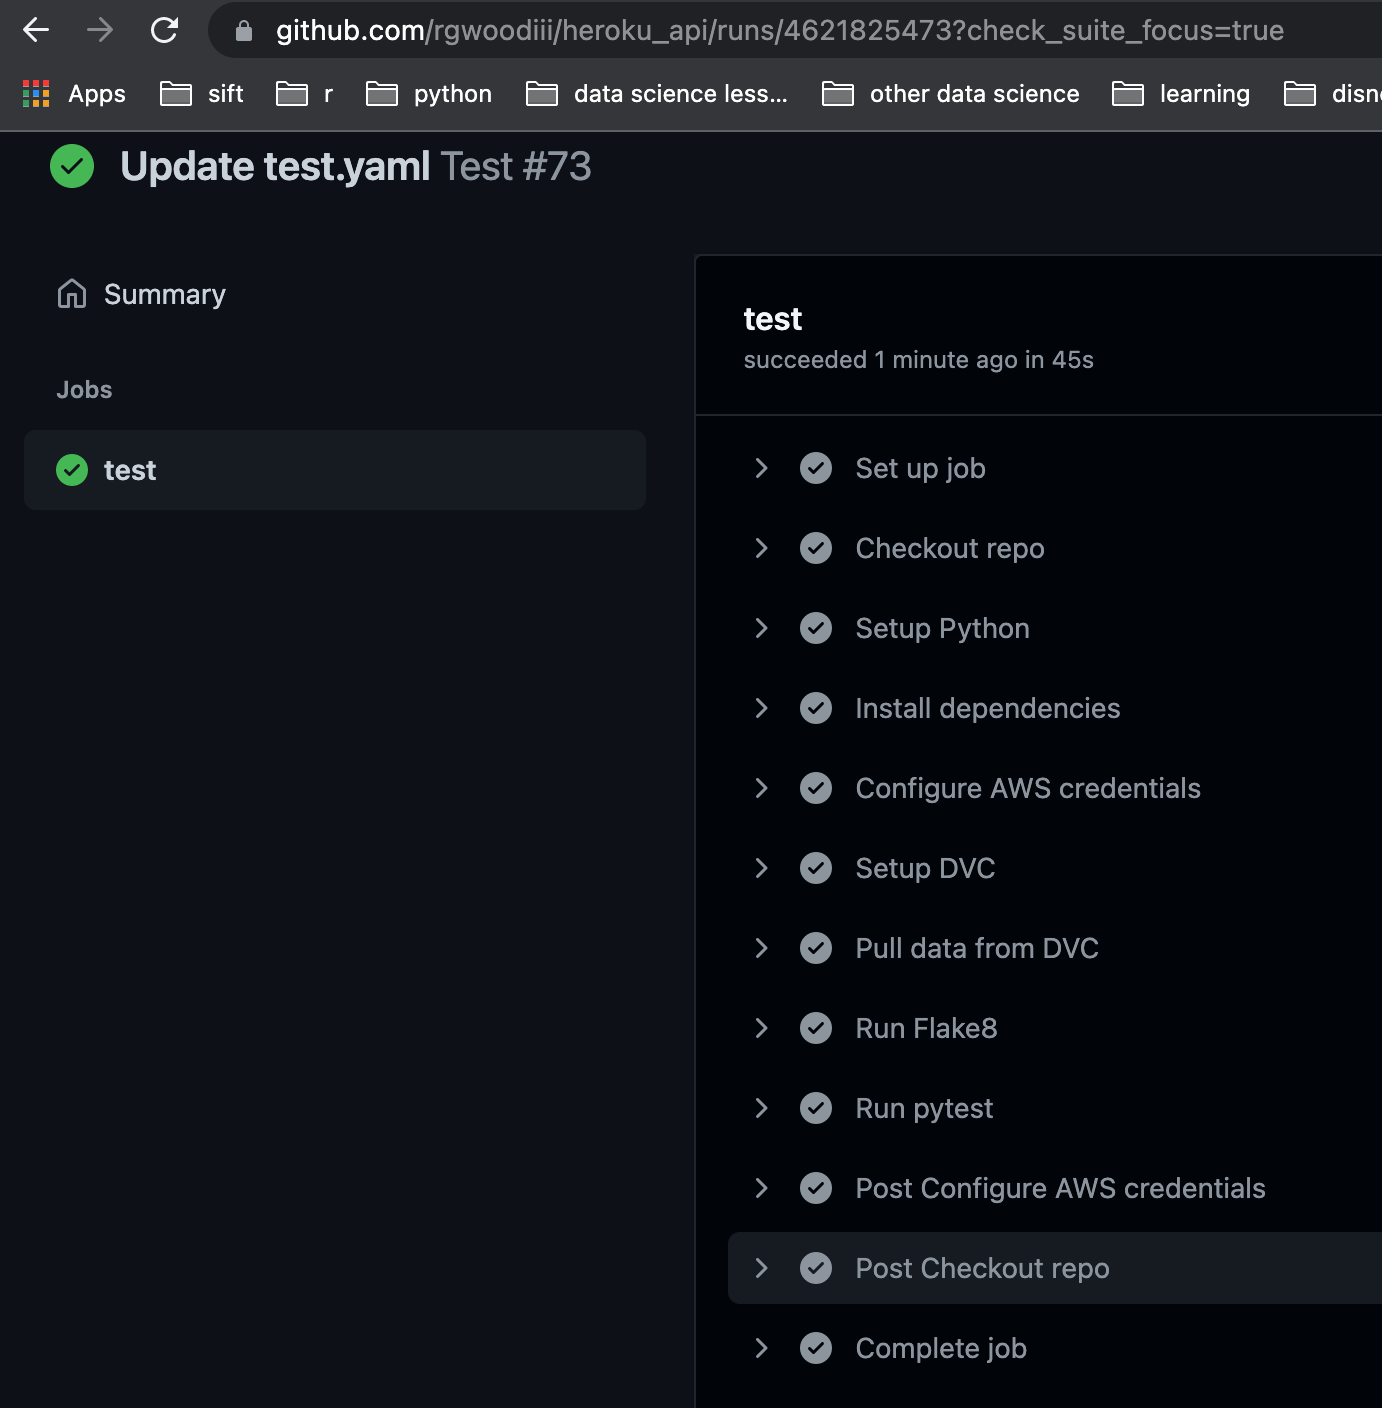 github.com/rgwoodiii/heroku_api/runs/4621825473?check_suite_focus=true
Apps sift r python data science less... other data science learning disn
Update test.yaml Test #73
Summary
Jobs
test
test
succeeded 1 minute ago in 45s
Set up job
Checkout repo
Setup Python
Install dependencies
Configure AWS credentials
Setup DVC
Pull data from DVC
Run Flake8
Run pytest
Post Configure AWS credentials
Post Checkout repo
Complete job